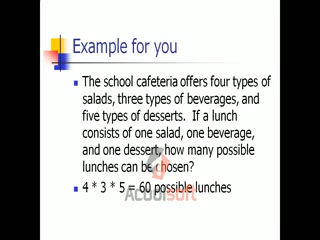 Example for you
The school cafeteria offers four types of
salads, three types of beverages, and
five types of desserts. If a lunch
consists of one salad, one beverage,
and one dessert, how many possible
lunches can be chosen?
4 * 3 * 5 = 60 possible lunches
Acubisoft